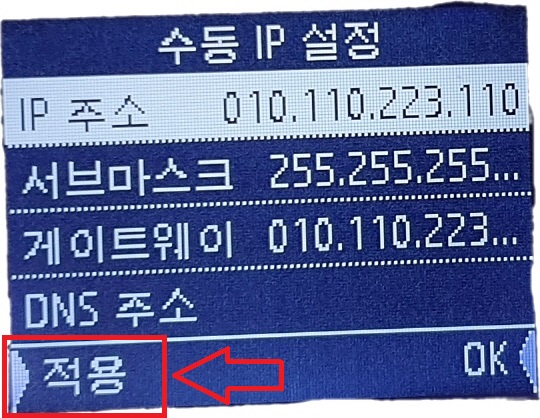 수동 IP 설정
IP 주소 010.110.223.110
서브마스크 255.255.255...
게이트웨이 010.110.223...
DNS 주소
적용 OK